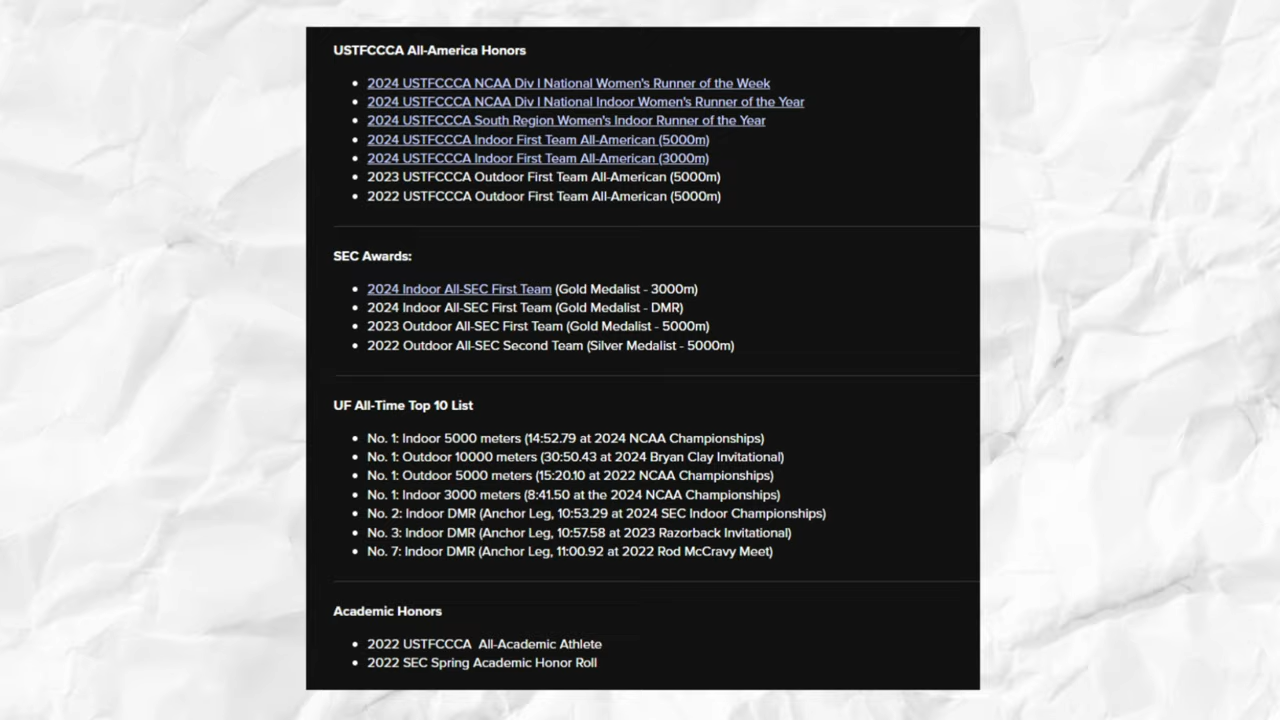 USTFCCCA All-America Honors
2024 USTFCCCA NCAA Div I National Women's Runner of the Week
2024 USTFCCCA NCAA Div I National Indoor Women's Runner of the Year
2024 USTFCCCA South Region Women's Indoor Runner of the Year
2024 USTFCCCA Indoor First Team All-American (5000m)
2024 USTFCCCA Indoor First Team All-American (3000m)
2023 USTFCCCA Outdoor First Team All-American (5000m)
2022 USTFCCCA Outdoor First Team All-American (5000m)
SEC Awards:
2024 Indoor All-SEC First Team (Gold Medalist - 3000m)
2024 Indoor All-SEC First Team (Gold Medalist - DMR)
2023 Outdoor All-SEC First Team (Gold Medalist - 5000m)
2022 Outdoor All-SEC Second Team (Silver Medalist - 5000m)
UF All-Time Top 10 List
No. 1: Indoor 5000 meters (14:52.79 at 2024 NCAA Championships)
No. 1: Outdoor 10000 meters (30:50.43 at 2024 Bryan Clay Invitational)
No. 1: Outdoor 5000 meters (15:20.10 at 2022 NCAA Championships)
No. 1: Indoor 3000 meters (8:41.50 at the 2024 NCAA Championships)
No. 2: Indoor DMR (Anchor Leg, 10:53.29 at 2024 SEC Indoor Championships)
No. 3: Indoor DMR (Anchor Leg, 10:57.58 at 2023 Razorback Invitational)
No. 7: Indoor DMR (Anchor Leg, 11:00.92 at 2022 Rod McCravy Meet)
Academic Honors
2022 USTFCCCA All-Academic Athlete
2022 SEC Spring Academic Honor Roll